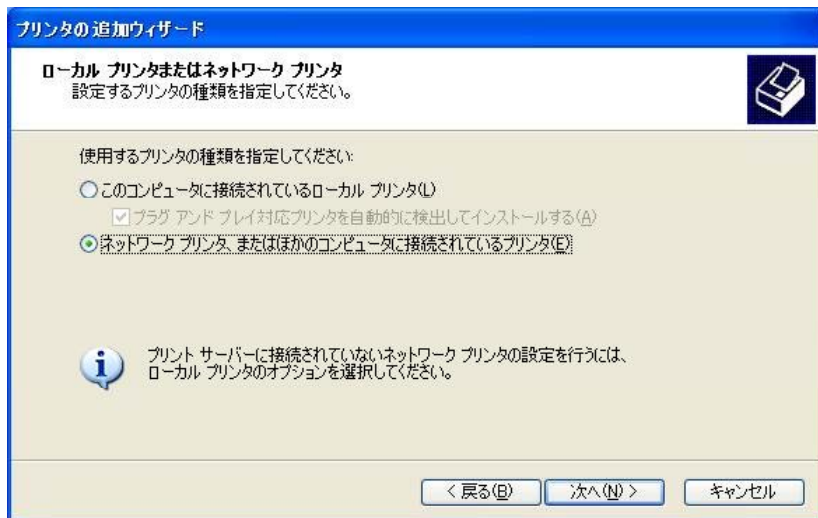 プリンタの追加ウィザード
ローカル プリンタまたはネットワーク プリンタ
設定するプリンタの種類を指定してください。
使用するプリンタの種類を指定してください:
このコンピュータに接続されているローカル プリンタ(L)
プラグ アンド プレイ対応プリンタを自動的に検出してインストールする(A)
ネットワーク プリンタ、またはほかのコンピュータに接続されているプリンタ(E)
プリント サーバーに接続されていないネットワーク プリンタの設定を行うには、
ローカル プリンタのオプションを選択してください。
< 戻る(B) 次へ(N) > キャンセル